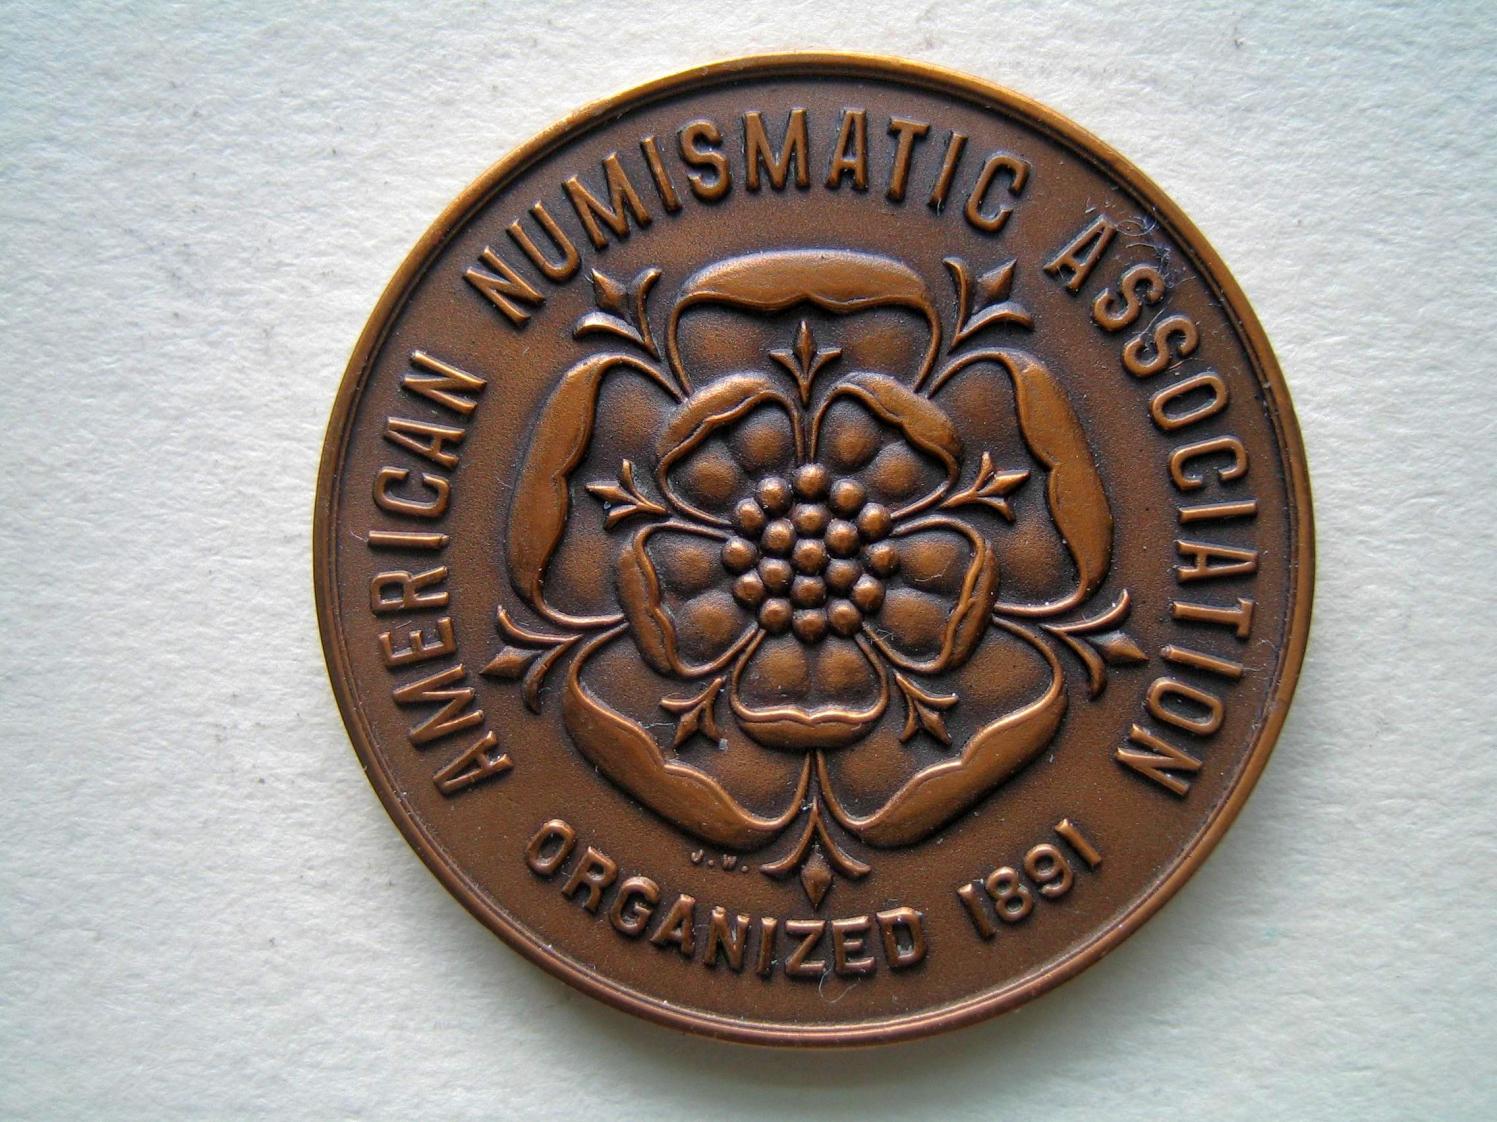 AMERICAN NUMISMATIC ASSOCIATION
J.W.
ORGANIZED 1891